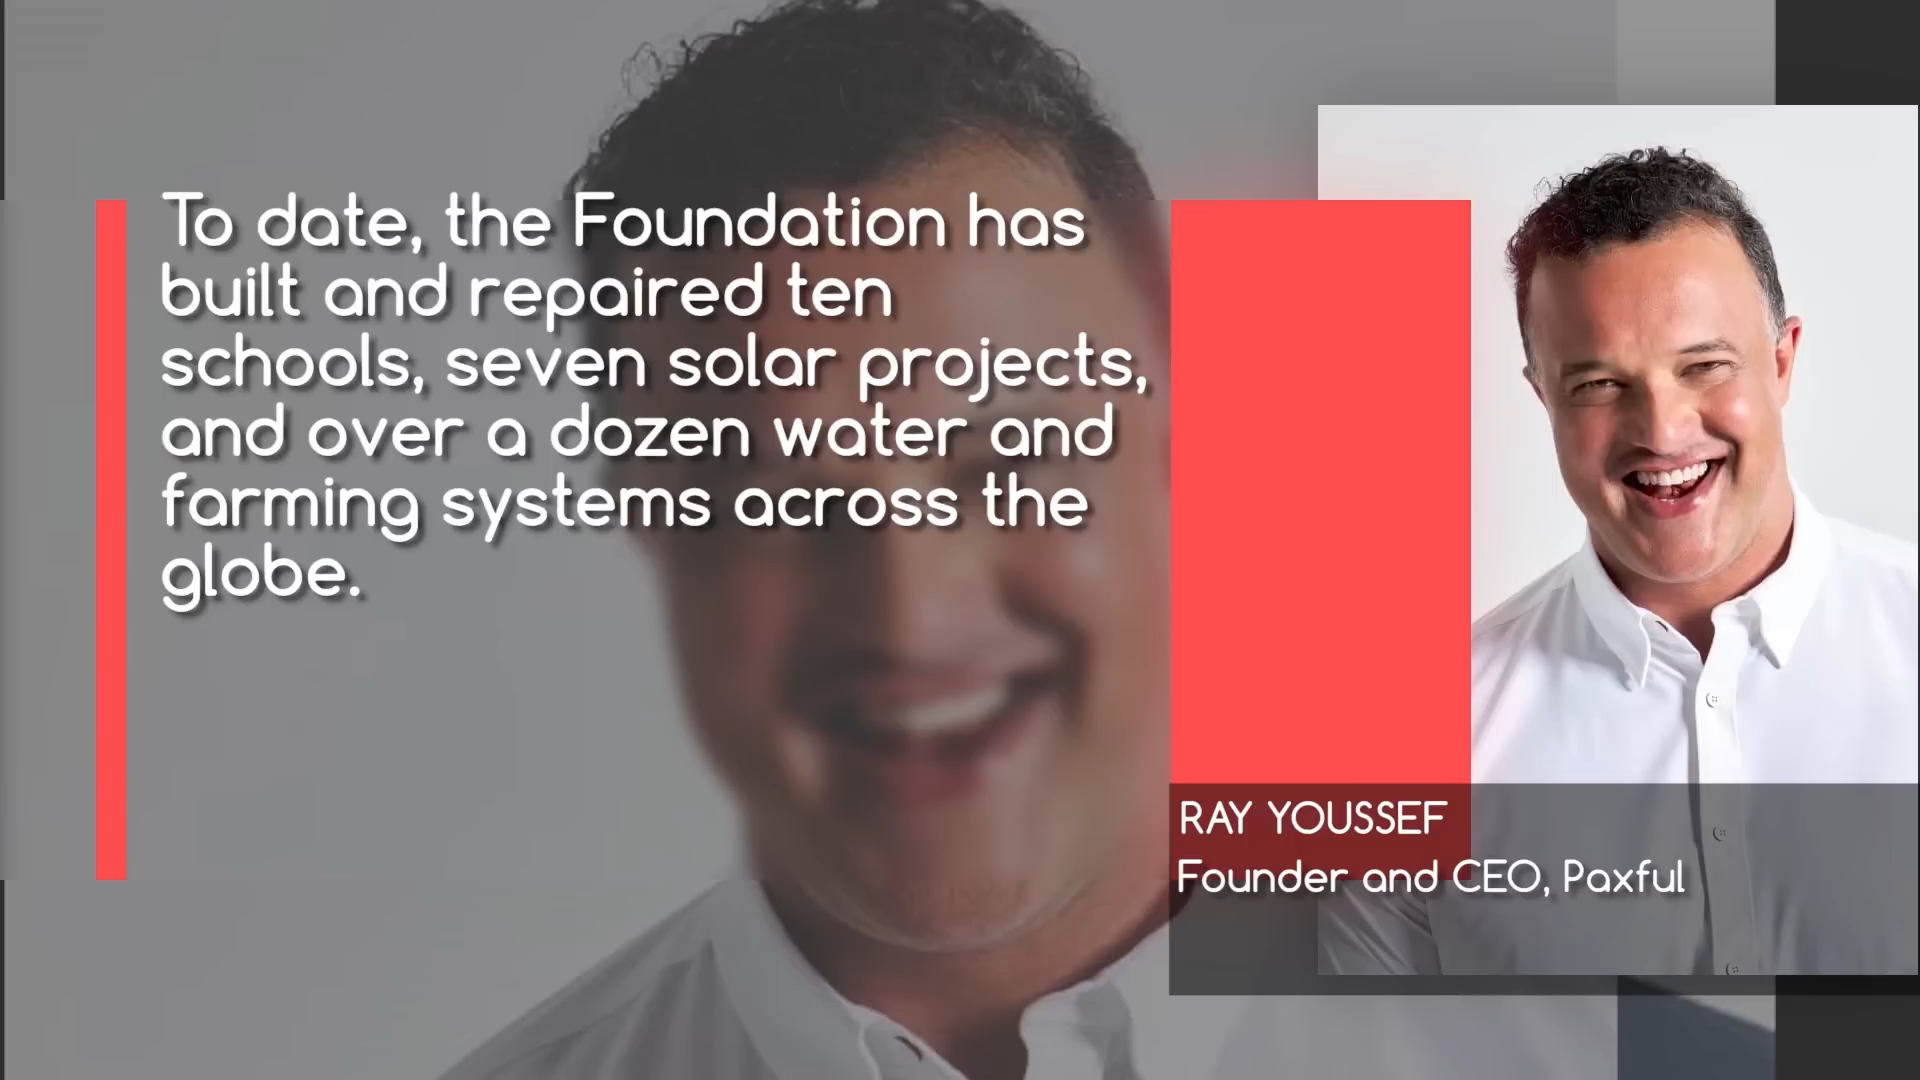 To date, the Foundation has
built and repaired ten
schools, seven solar projects,
and over a dozen water and
farming systems across the
globe.
RAY YOUSSEF
Founder and CEO, Paxful